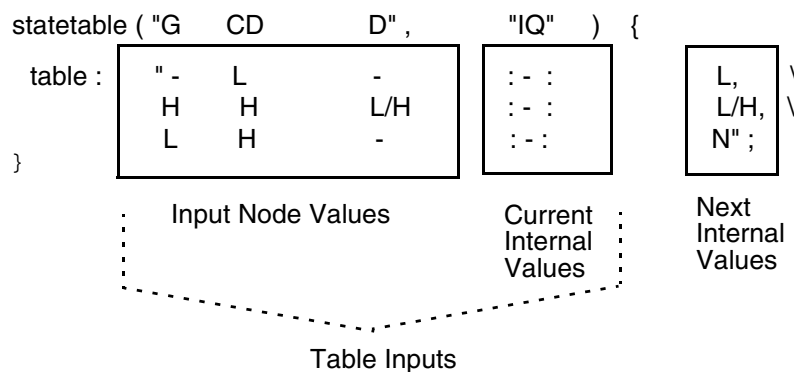 statetable ( "G CD D" , "IQ" ) {
table : "- L - : - : L, \
H H L/H : - : L/H, \
L H - : - : N" ;
}
Input Node Values
Current
Internal
Values
Next
Internal
Values
Table Inputs